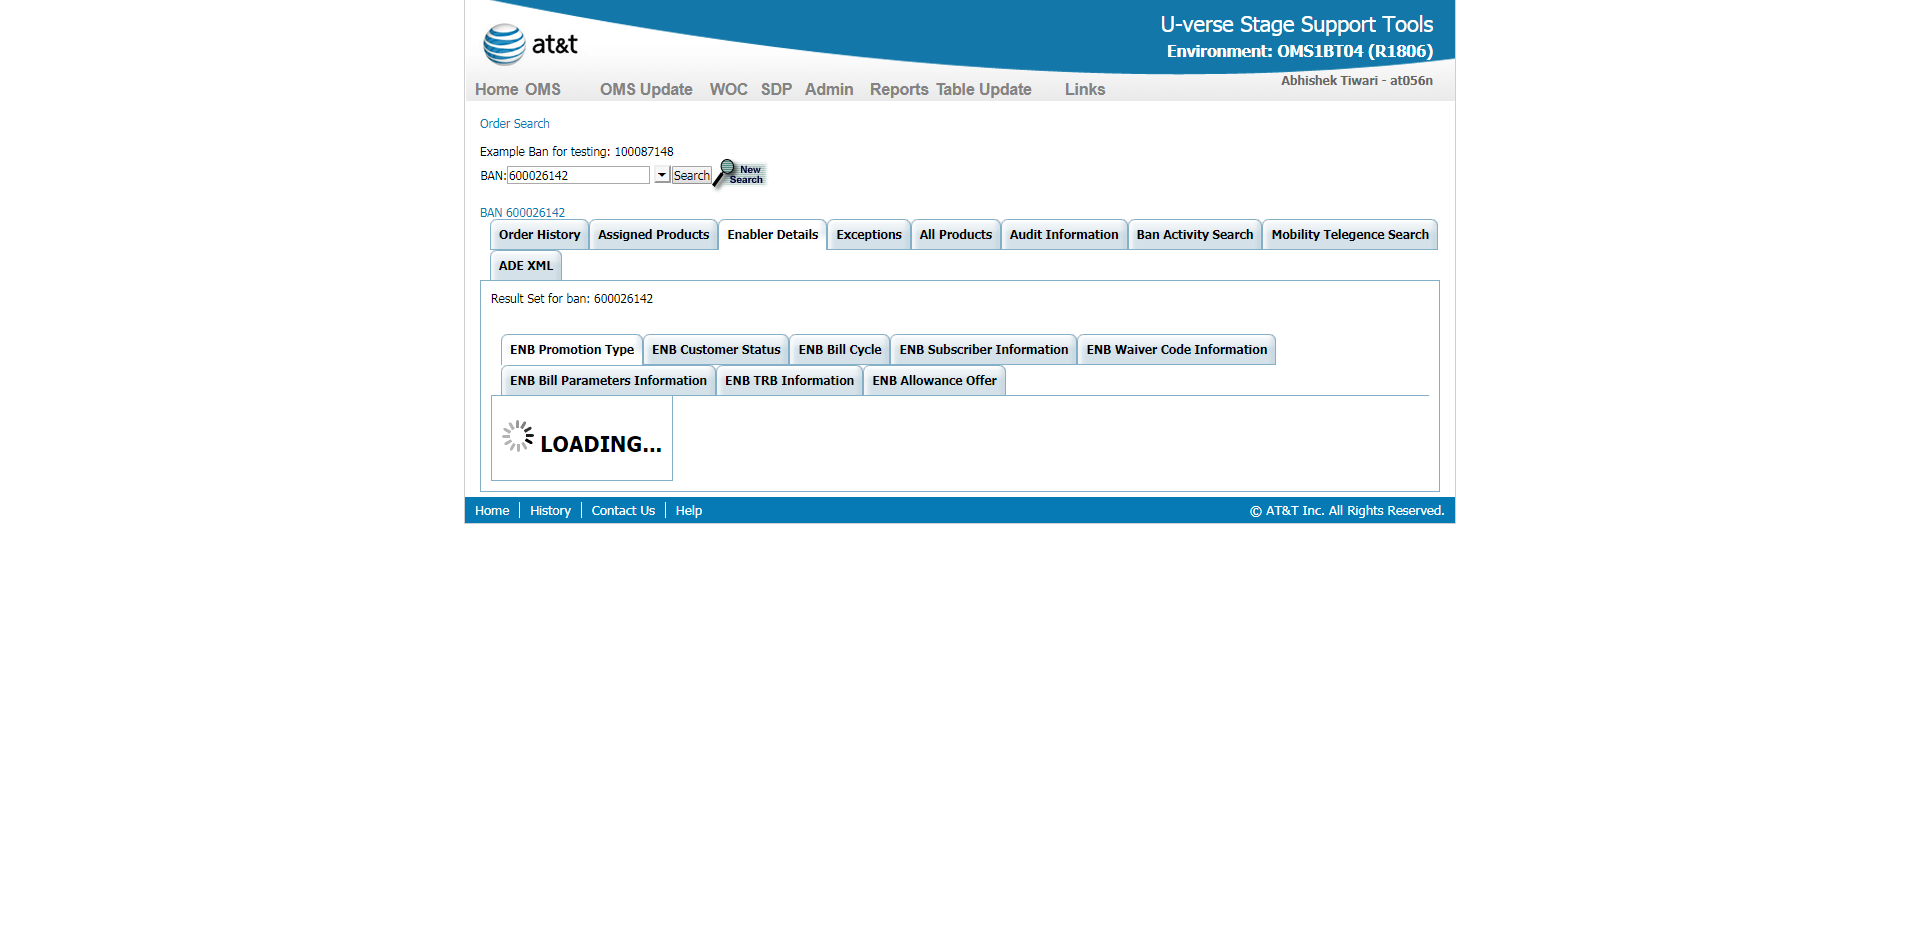 at&t
U-verse Stage Support Tools
Environment: OMS1BT04 (R1806)
Abhishek Tiwari - at056n
Home OMS OMS Update WOC SDP Admin Reports Table Update Links
Order Search
Example Ban for testing: 100087148
BAN: 600026142 Search New Search
BAN 600026142
Order History Assigned Products Enabler Details Exceptions All Products Audit Information Ban Activity Search Mobility Telegence Search
ADE XML
Result Set for ban: 600026142
ENB Promotion Type ENB Customer Status ENB Bill Cycle ENB Subscriber Information ENB Waiver Code Information
ENB Bill Parameters Information ENB TRB Information ENB Allowance Offer
LOADING...
Home History Contact Us Help © AT&T Inc. All Rights Reserved.